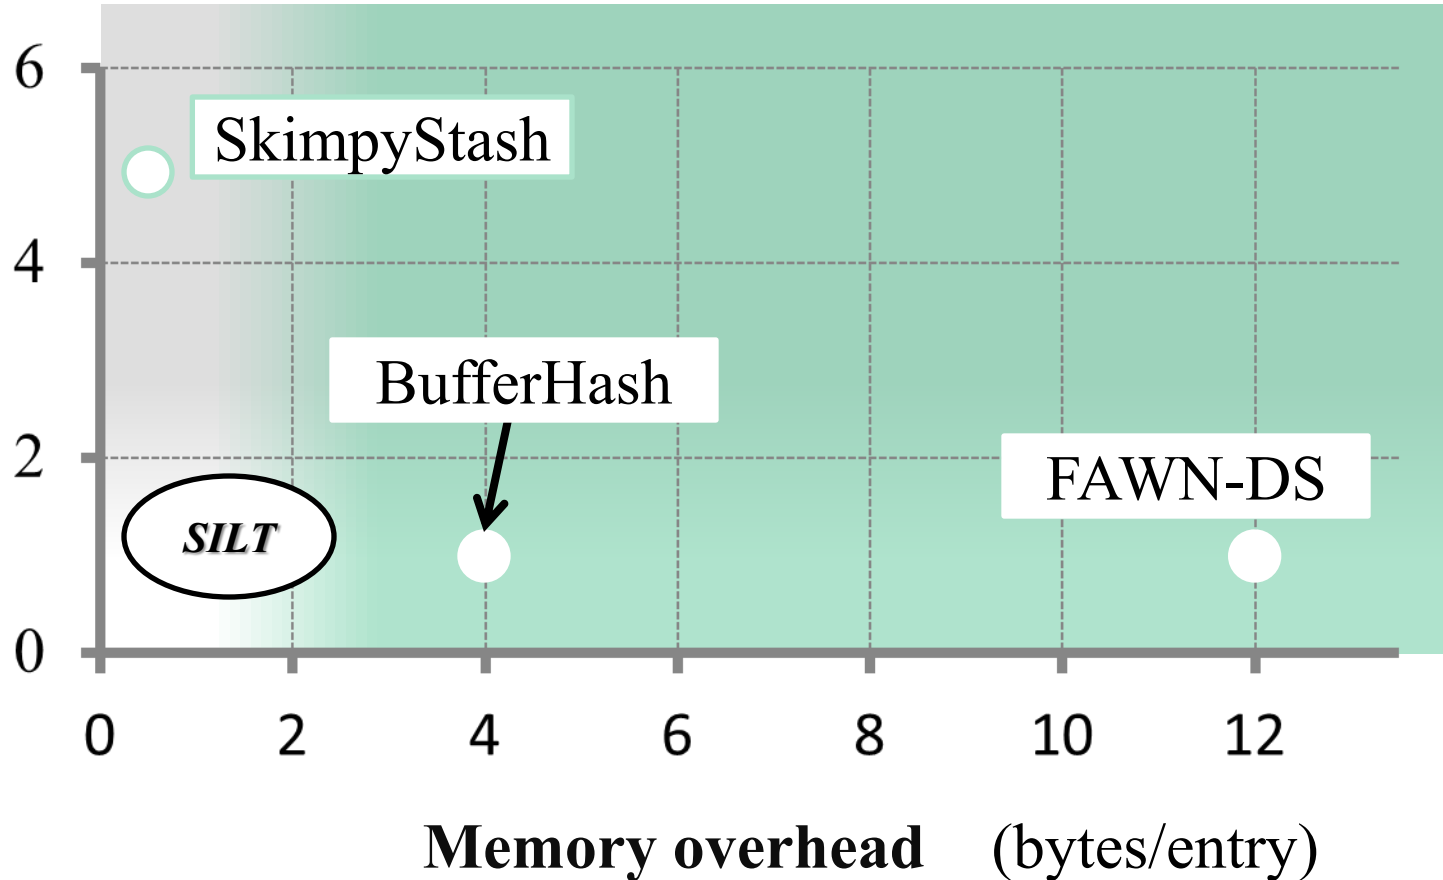 6
SkimpyStash
4
BufferHash
2
FAWN-DS
SILT
0
0 2 4 6 8 10 12
Memory overhead (bytes/entry)